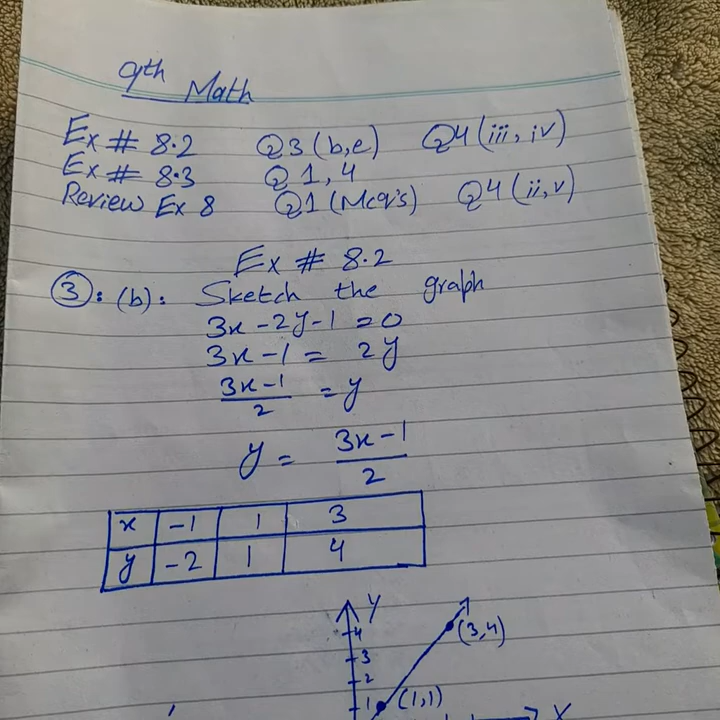 9th Math
Ex # 8.2 Q3 (b,e) Q4 (iii, iv)
Ex # 8.3 Q 1, 4
Review Ex 8 Q1 (Mcq's) Q4 (ii, v)
Ex # 8.2
3: (b): Sketch the graph
3x - 2y - 1 = 0
3x - 1 = 2y
3x - 1 / 2 = y
y = 3x - 1 / 2
x -1 1 3
y -2 1 4
Y
4 (3,4)
3
2
1 (1,1)
X